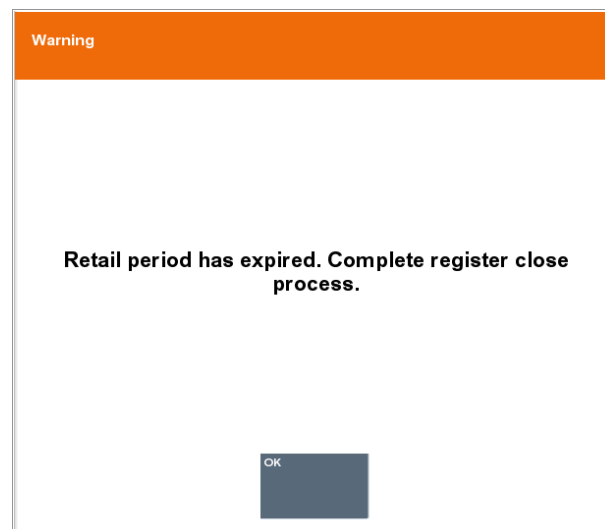 Warning
Retail period has expired. Complete register close
process.
OK